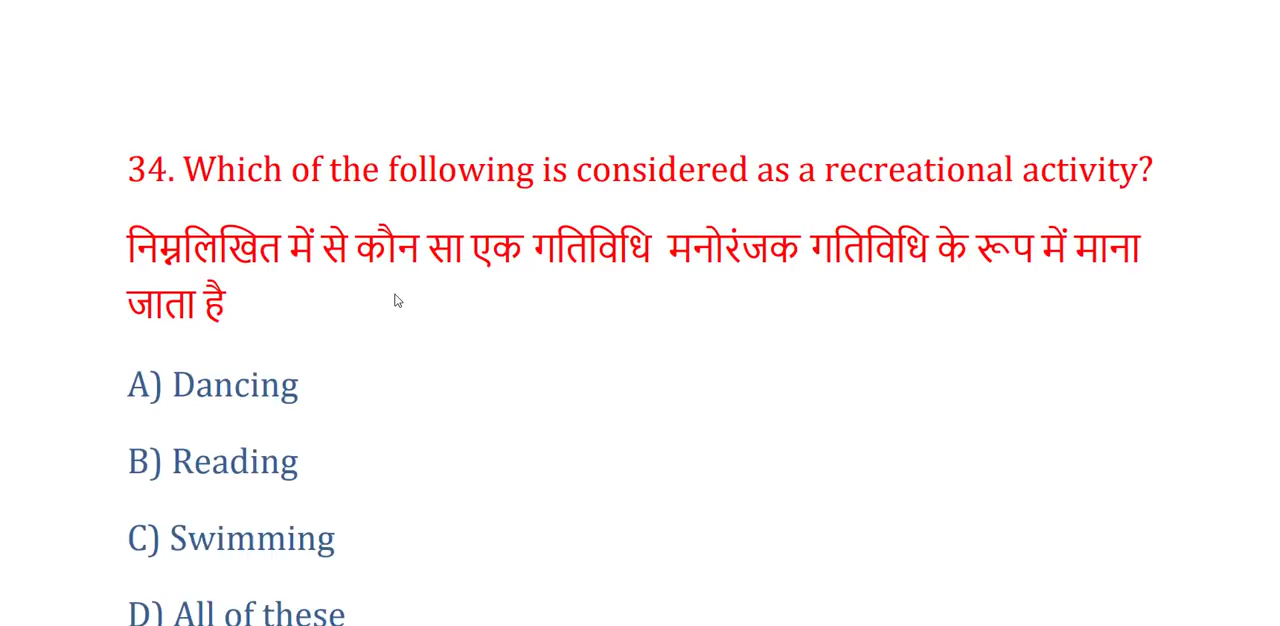 34. Which of the following is considered as a recreational activity?
निम्नलिखित में से कौन सा एक गतिविधि मनोरंजक गतिविधि के रूप में माना
जाता है
A) Dancing
B) Reading
C) Swimming
D) All of these